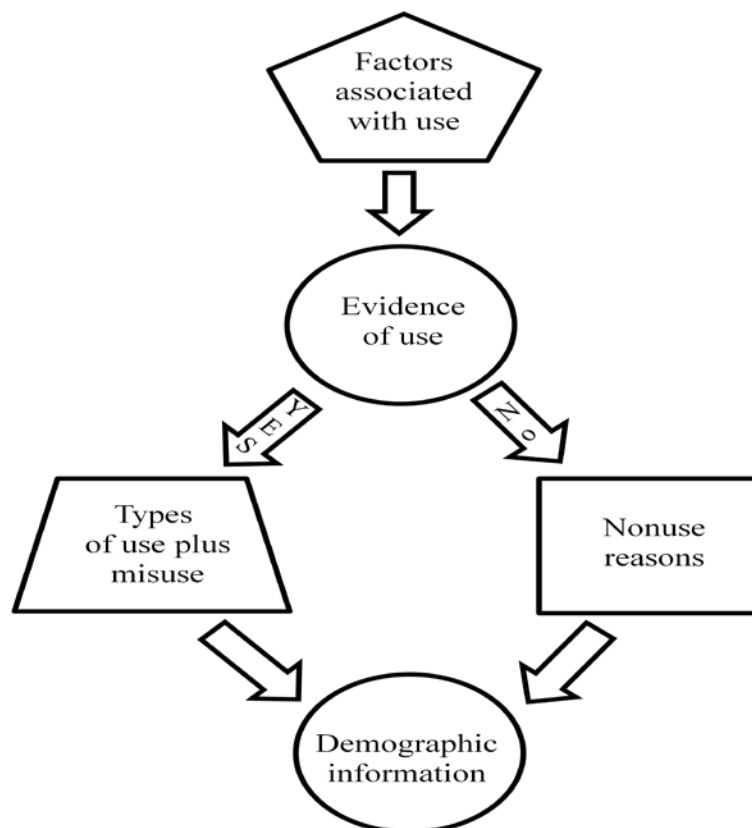 Factors
associated
with use
Evidence
of use
YES
No
Types
of use plus
misuse
Nonuse
reasons
Demographic
information